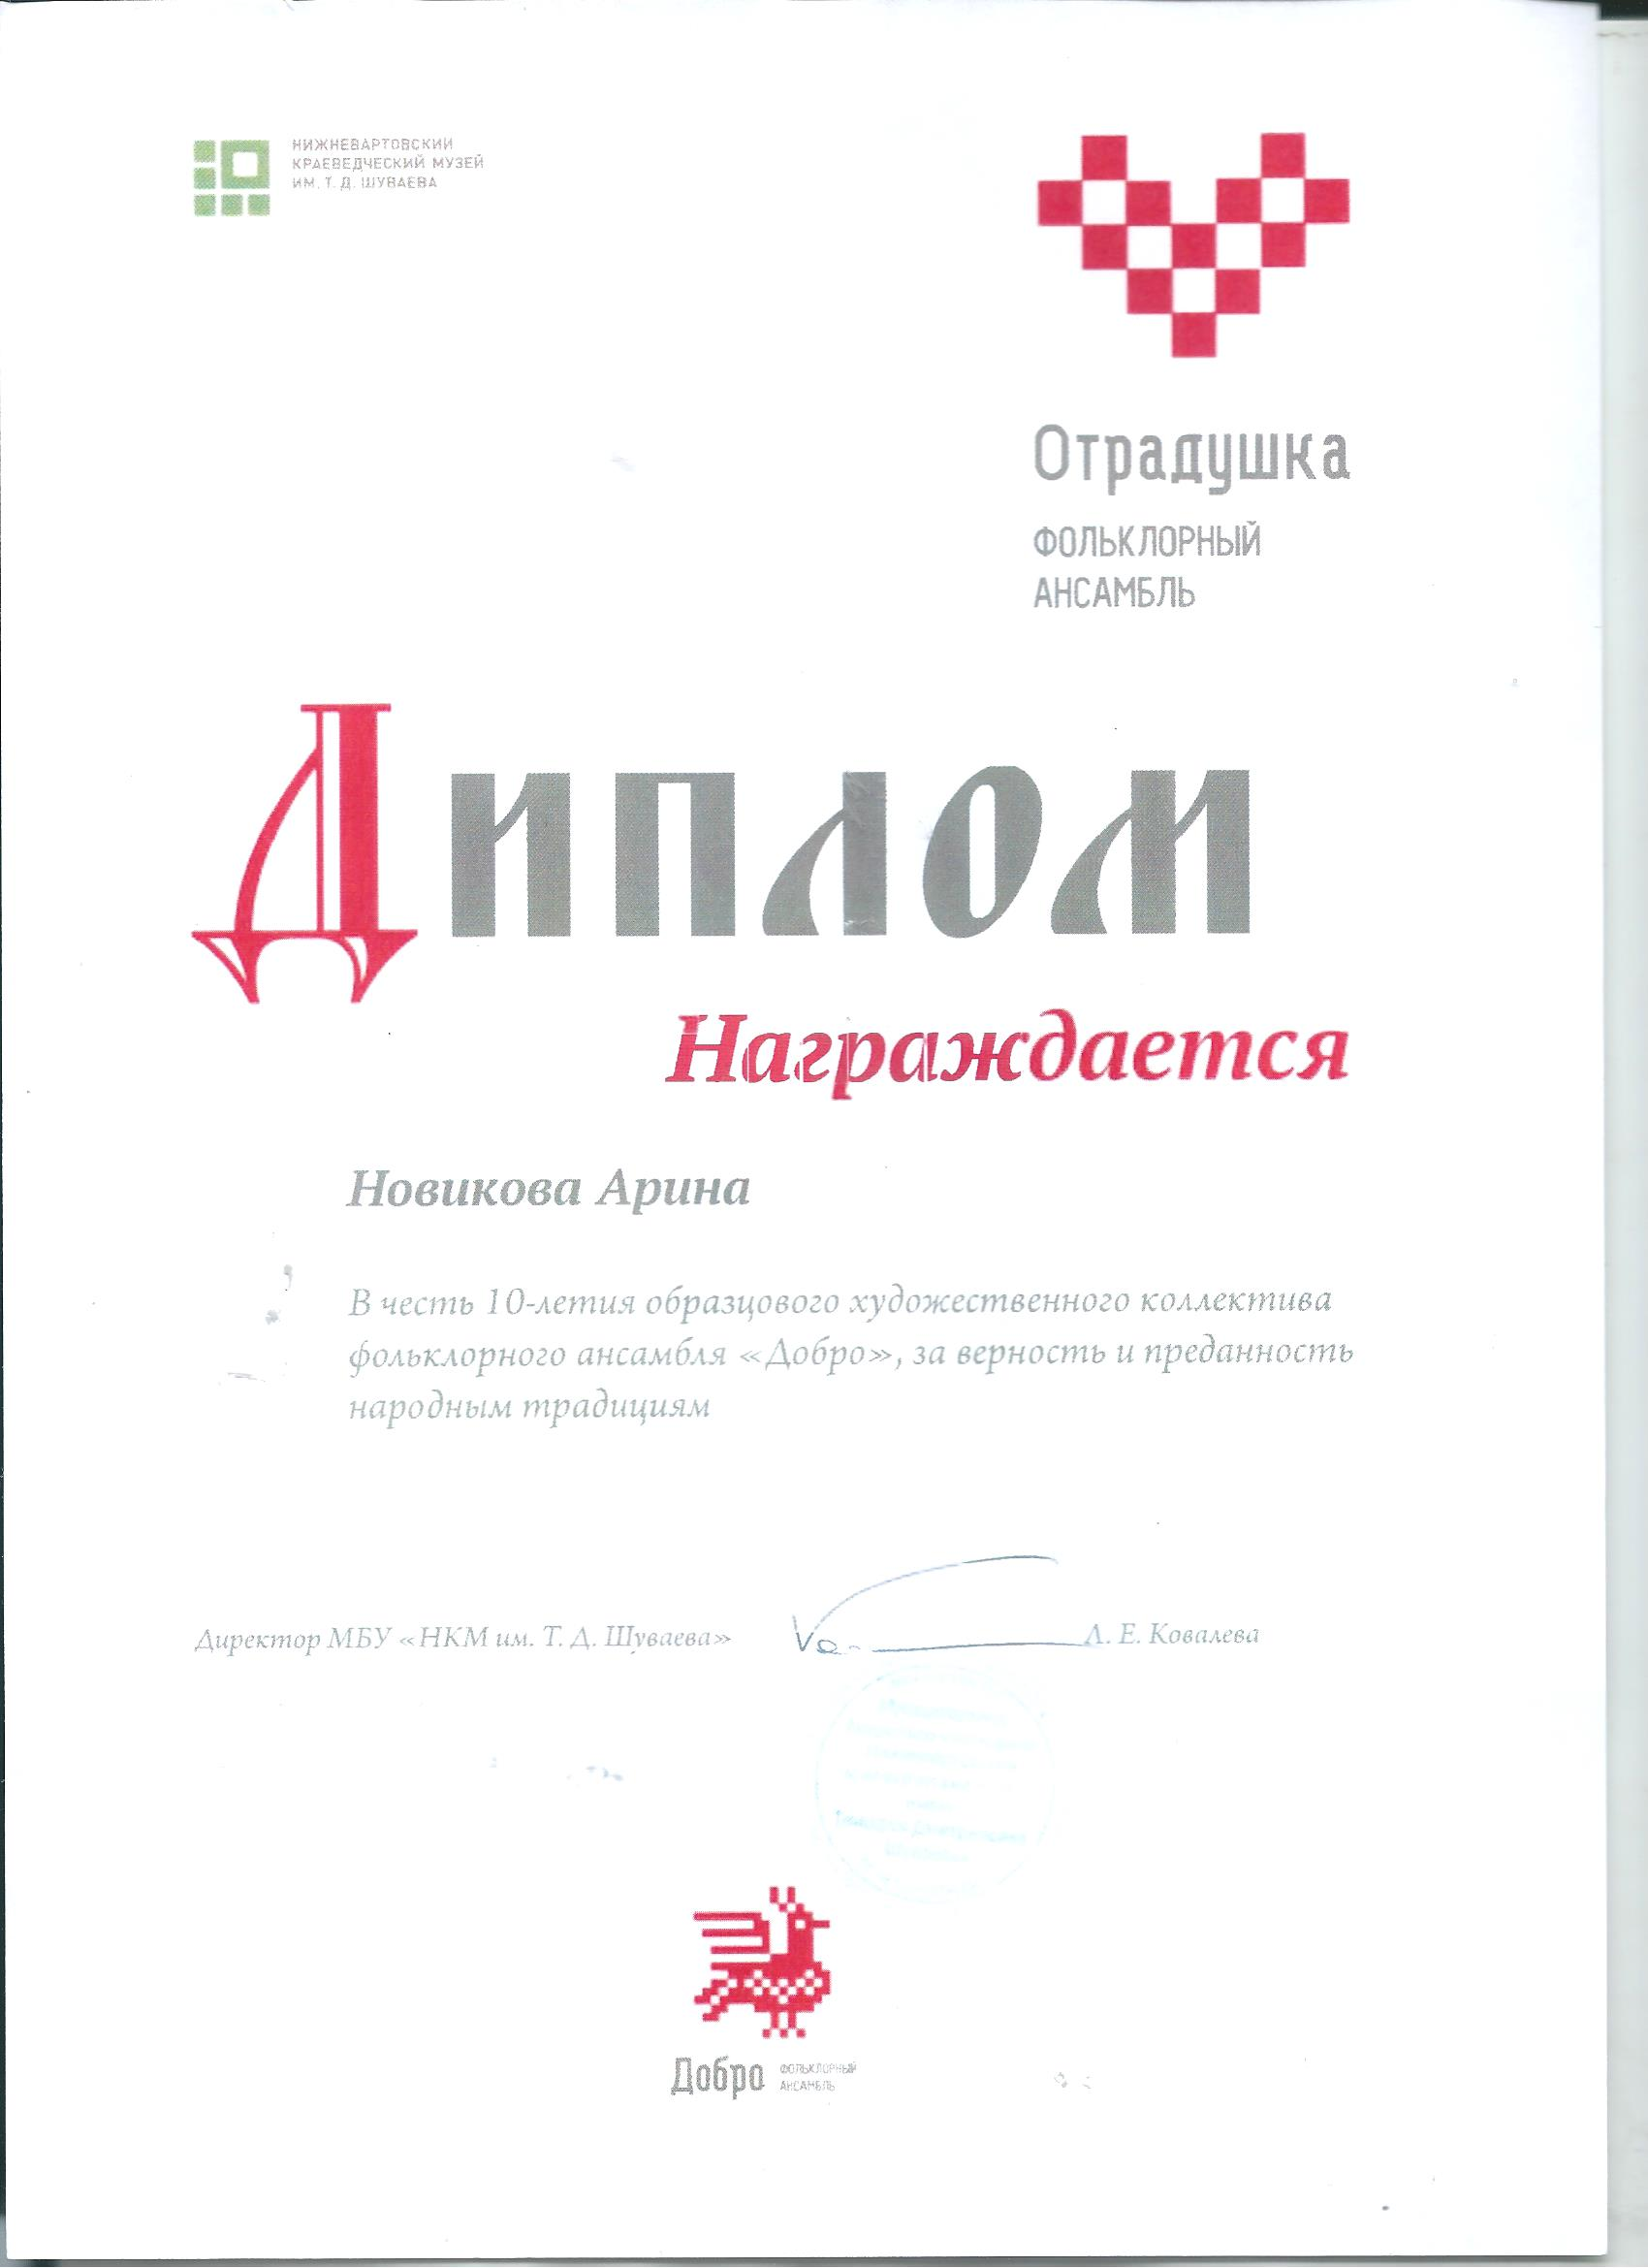 НИЖНЕВАРТОВСКИЙ
КРАЕВЕДЧЕСКИЙ МУЗЕЙ
ИМ. Т. Д. ШУВАЕВА
Отрадушка
ФОЛЬКЛОРНЫЙ
АНСАМБЛЬ
Диплом
Награждается
Новикова Арина
В честь 10-летия образцового художественного коллектива
фольклорного ансамбля «Добро», за верность и преданность
народным традициям
Директор МБУ «НКМ им. Т. Д. Шуваева» Л. Е. Ковалева
Добро
ФОЛЬКЛОРНЫЙ
АНСАМБЛЬ